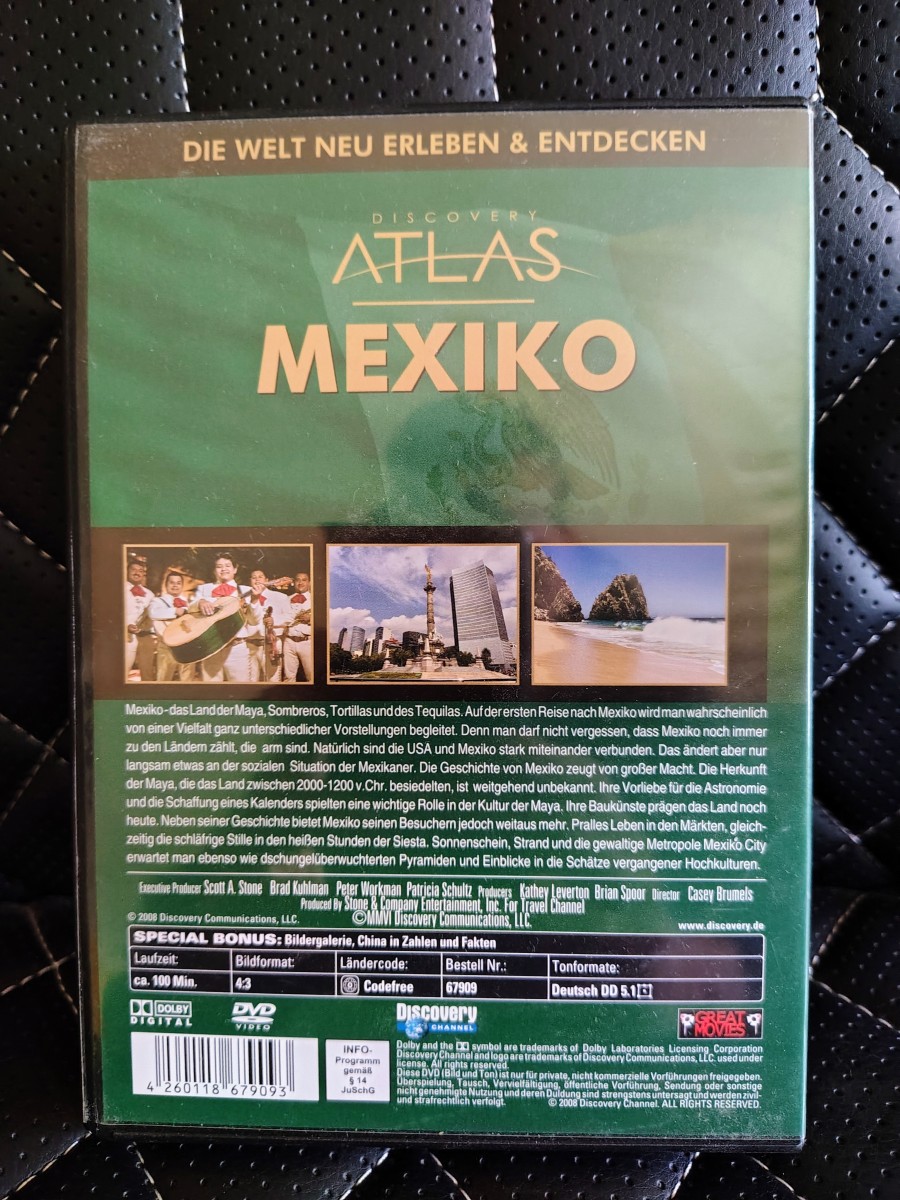 DIE WELT NEU ERLEBEN & ENTDECKEN
DISCOVERY
ATLAS
MEXIKO
Mexiko - das Land der Maya, Sombreros, Tortillas und des Tequilas. Auf der ersten Reise nach Mexiko wird man wahrscheinlich
von einer Vielfalt ganz unterschiedlicher Vorstellungen begleitet. Denn man darf nicht vergessen, dass Mexiko noch immer
zu den Ländern zählt, die arm sind. Natürlich sind die USA und Mexiko stark miteinander verbunden. Das ändert aber nur
langsam etwas an der sozialen Situation der Mexikaner. Die Geschichte von Mexiko zeugt von großer Macht. Die Herkunft
der Maya, die das Land zwischen 2000-1200 v.Chr. besiedelten, ist weitgehend unbekannt. Ihre Vorliebe für die Astronomie
und die Schaffung eines Kalenders spielten eine wichtige Rolle in der Kultur der Maya. Ihre Baukünste prägen das Land noch
heute. Neben seiner Geschichte bietet Mexiko seinen Besuchern jedoch weitaus mehr. Pralles Leben in den Märkten, gleich-
zeitig die schläfrige Stille in den heißen Stunden der Siesta. Sonnenschein, Strand und die gewaltige Metropole Mexiko City
erwartet man ebenso wie dschungelüberwuchterten Pyramiden und Einblicke in die Schätze vergangener Hochkulturen.
Executive Producer Scott A. Stone Brad Kuhlman Peter Workman Patricia Schultz Producers Kathey Leverton Brian Spoor Director Casey Brumels
Produced By Stone & Company Entertainment, Inc. For Travel Channel
©MMVI Discovery Communications, LLC.
© 2008 Discovery Communications, LLC.
www.discovery.de
SPECIAL BONUS: Bildergalerie, China in Zahlen und Fakten
Laufzeit: Bildformat: Ländercode: Bestell Nr.: Tonformate:
ca. 100 Min. 4:3 Codefree 67909 Deutsch DD 5.1
DOLBY
DIGITAL
DVD
VIDEO
Discovery
CHANNEL
GREAT
MOVIES
4 260118 679093
INFO-
Programm
gemäß
§ 14
JuSchG
Dolby and the symbol are trademarks of Dolby Laboratories Licensing Corporation
Discovery Channel and logo are trademarks of Discovery Communications, LLC. used under
license. All rights reserved.
Diese DVD (Bild und Ton) ist nur für private, nicht kommerzielle Vorführungen freigegeben.
Überspielung, Tausch, Vervielfältigung, öffentliche Vorführung, Sendung oder sonstige
nicht genehmigte Nutzung und deren Duldung sind strengstens untersagt und werden zivil-
und strafrechtlich verfolgt. © 2008 Discovery Channel. ALL RIGHTS RESERVED.